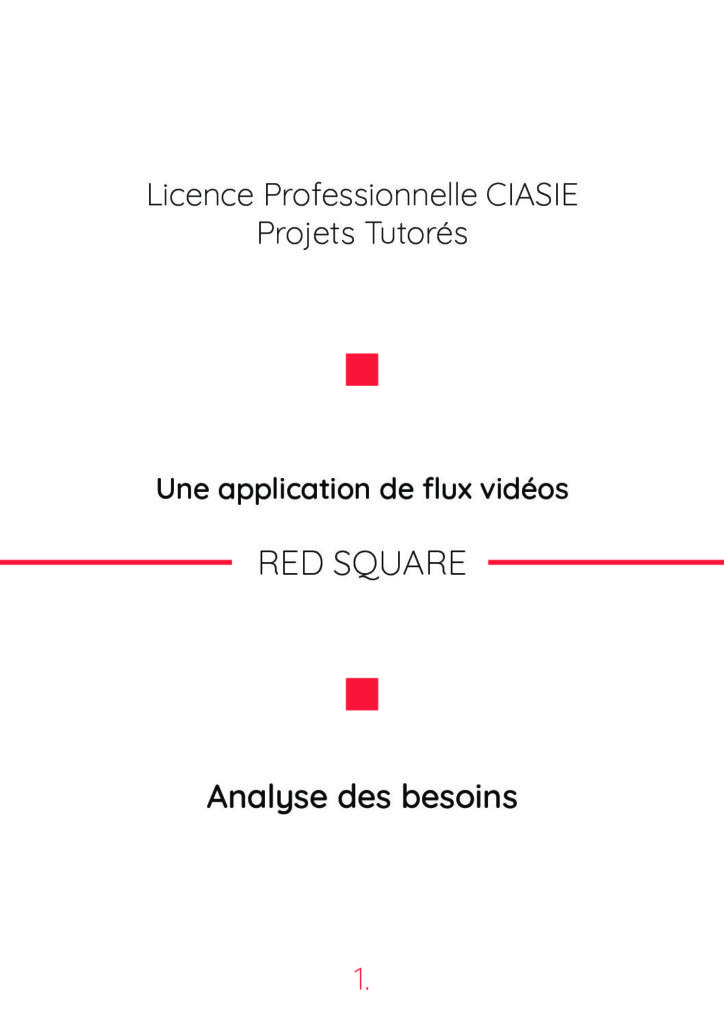 Licence Professionnelle CIASIE
Projets Tutorés
Une application de flux vidéos
RED SQUARE
Analyse des besoins
1.